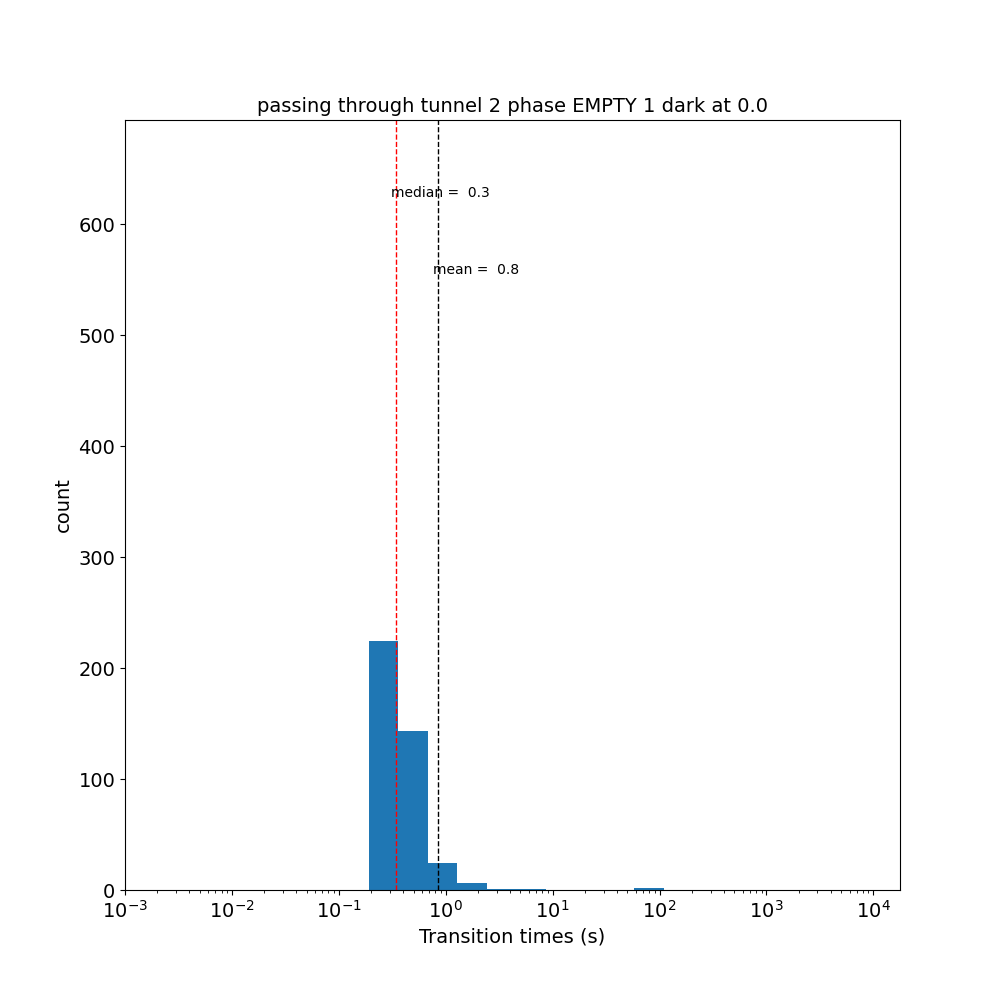 passing through tunnel 2 phase EMPTY 1 dark at 0.0
median =  0.3
mean =  0.8
600
500
400
300
200
100
0
count
10⁻³ 10⁻² 10⁻¹ 10⁰ 10¹ 10² 10³ 10⁴
Transition times (s)